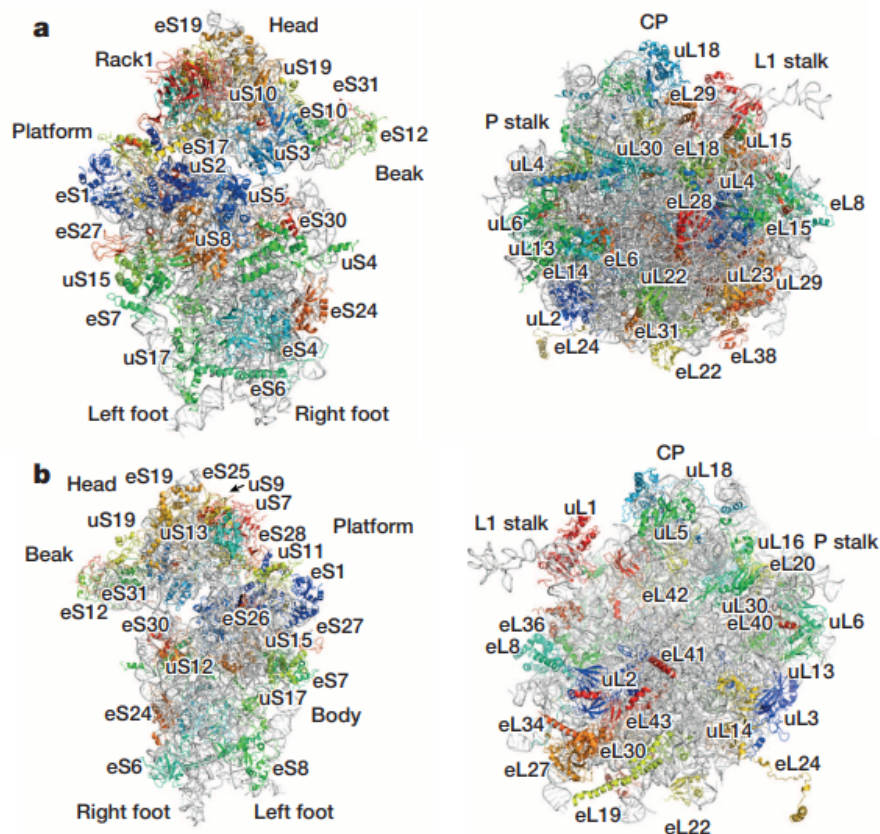 a
eS19
Head
Rack1
uS19
eS31
uS10
eS10
eS12
Platform
eS17
uS3
uS2
Beak
eS1
uS5
eS27
eS30
uS8
uS4
uS15
eS24
eS7
uS17
eS4
eS6
Left foot
Right foot
CP
uL18
L1 stalk
eL29
P stalk
uL15
uL30
eL18
uL4
uL4
eL28
eL8
uL6
eL15
uL13
eL14
eL6
uL22
uL23
uL29
uL2
eL31
eL24
eL22
eL38
b
Head
eS19
eS25
uS9
uS7
uS19
uS13
Platform
eS28
Beak
uS11
eS31
eS1
eS12
eS26
eS30
eS27
uS15
uS12
eS7
uS17
eS24
Body
eS6
eS8
Right foot
Left foot
CP
uL18
uL1
L1 stalk
uL5
uL16
P stalk
eL20
eL42
uL30
eL36
eL40
uL6
eL8
eL41
uL2
uL13
eL34
eL43
uL14
uL3
eL30
eL27
eL24
eL19
eL22